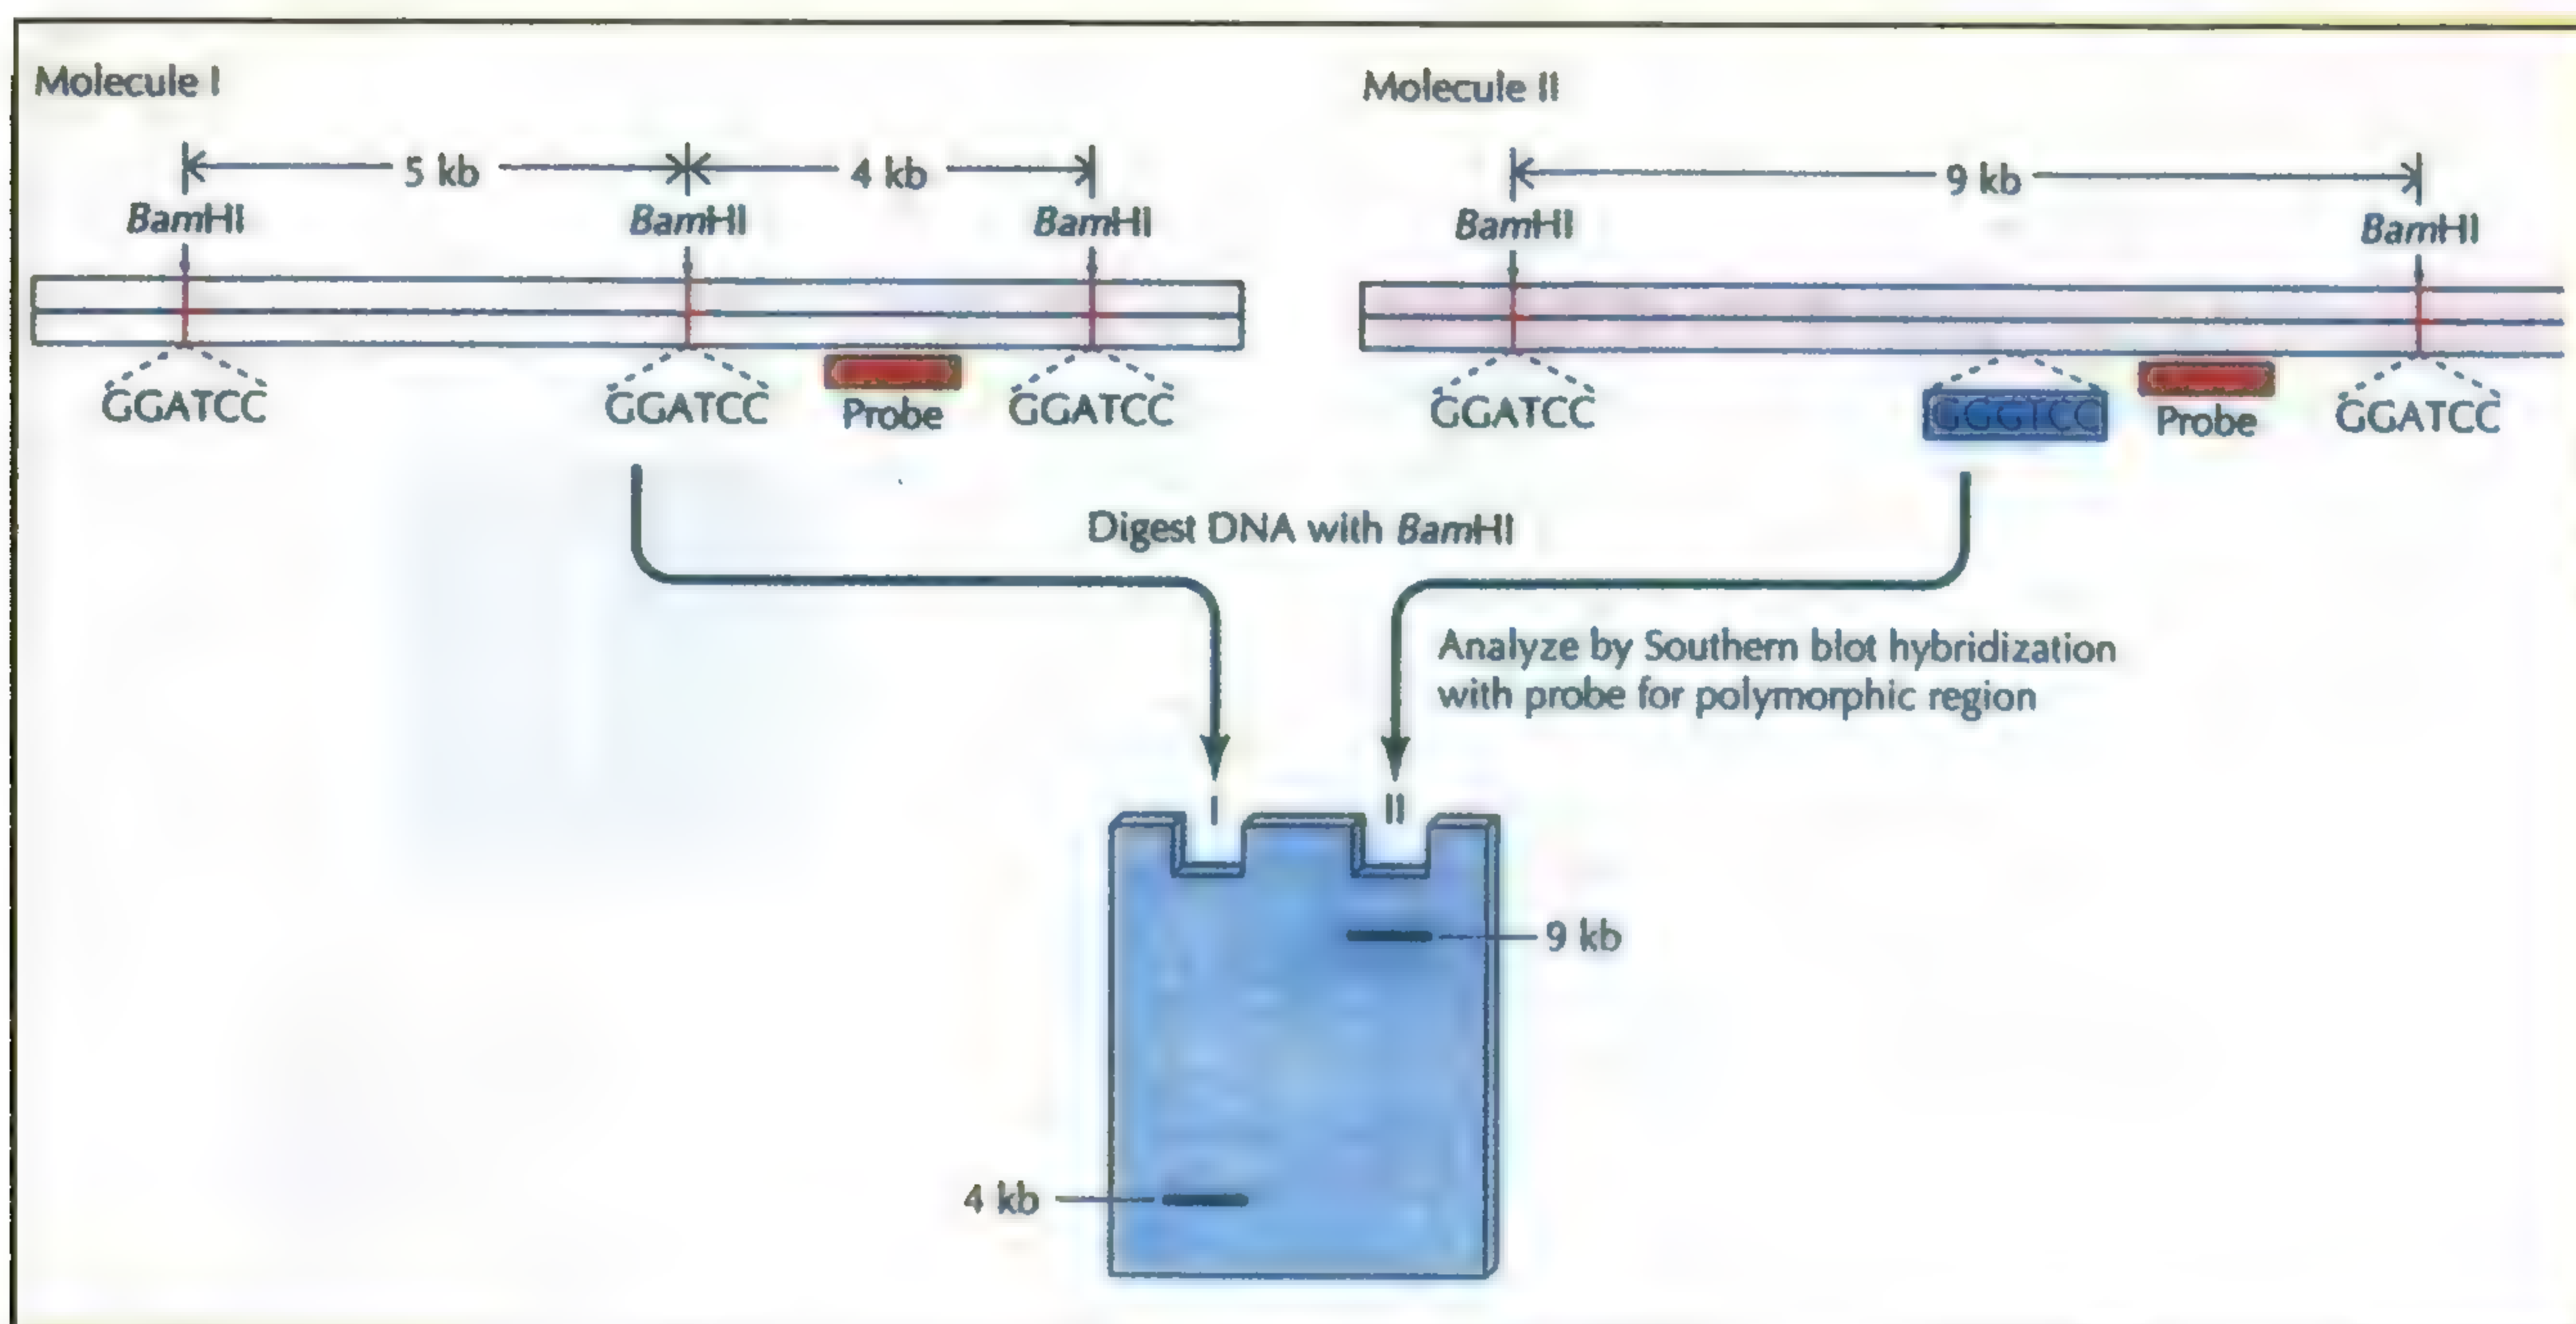 Molecule I
5 kb
4 kb
BamHI
BamHI
BamHI
GGATCC
GGATCC
Probe
GGATCC
Molecule II
9 kb
BamHI
BamHI
GGATCC
GGGTCC
Probe
GGATCC
Digest DNA with BamHI
Analyze by Southern blot hybridization
with probe for polymorphic region
I
II
9 kb
4 kb